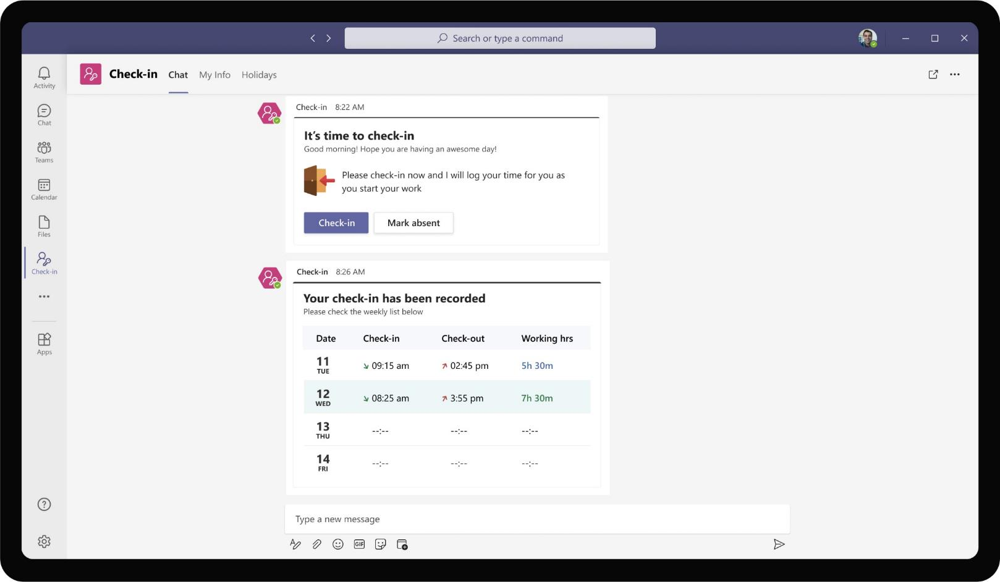 Search or type a command
Activity
Chat
Teams
Calendar
Files
Check-in
Apps
Check-in Chat My Info Holidays
Check-in 8:22 AM
It’s time to check-in
Good morning! Hope you are having an awesome day!
Please check-in now and I will log your time for you as
you start your work
Check-in Mark absent
Check-in 8:26 AM
Your check-in has been recorded
Please check the weekly list below
Date Check-in Check-out Working hrs
11
TUE
09:15 am 02:45 pm 5h 30m
12
WED
08:25 am 3:55 pm 7h 30m
13
THU
--:-- --:-- --:--
14
FRI
--:-- --:-- --:--
Type a new message
GIF